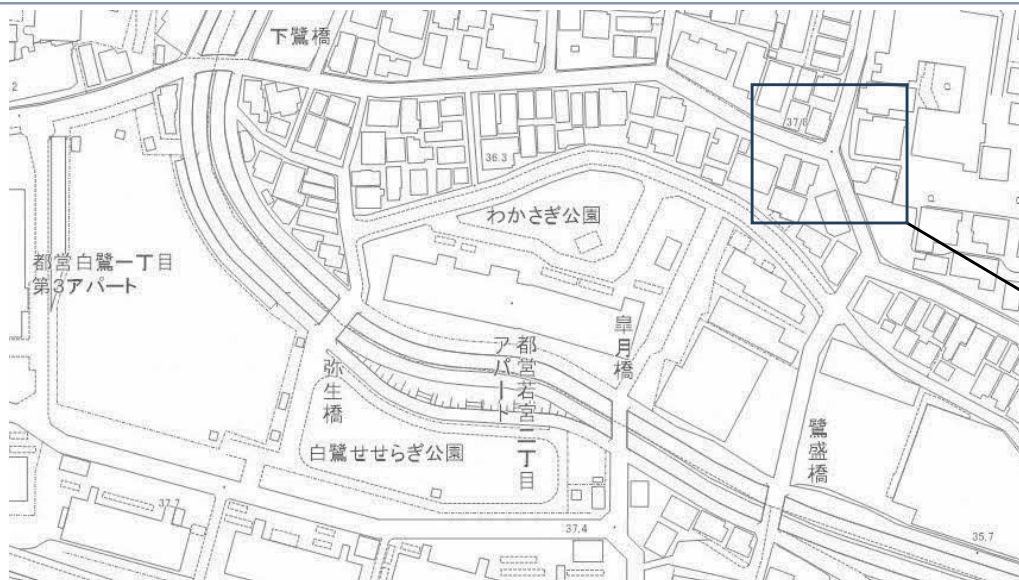 下鷺橋
2
37.0
36.3
わかさぎ公園
都営白鷺一丁目
第3アパート
皐月橋
都営若宮二丁目
アパート
弥生橋
鷺盛橋
白鷺せせらぎ公園
37.7
37.4
35.7